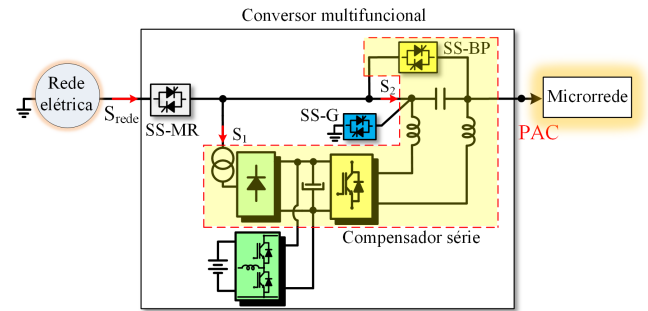 Conversor multifuncional
Rede
elétrica
Srede
SS-MR
S1
SS-BP
S2
SS-G
PAC
Microrrede
Compensador série